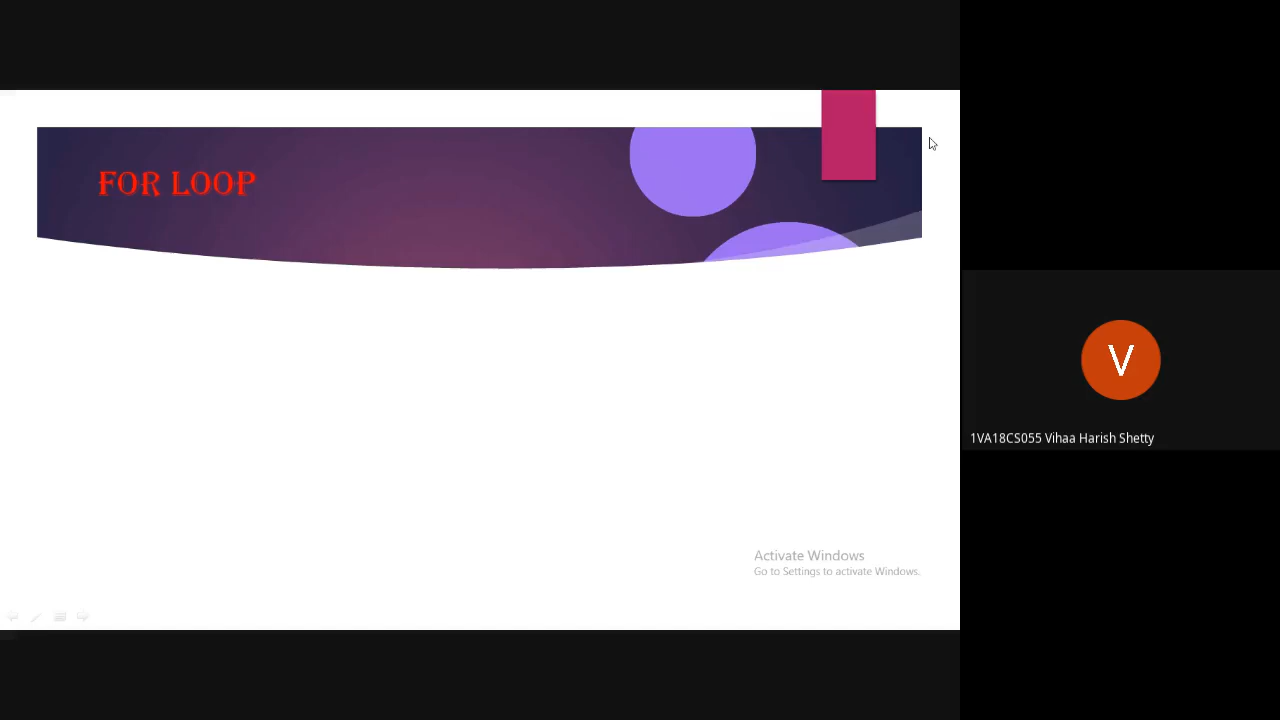 FOR LOOP
V
1VA18CS055 Vihaa Harish Shetty
Activate Windows
Go to Settings to activate Windows.